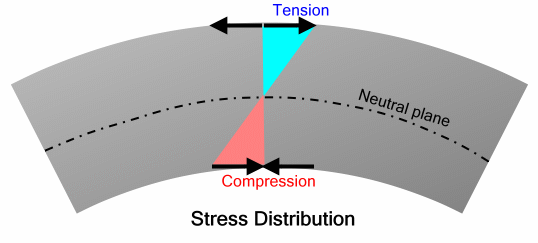 Tension
Neutral plane
Compression
Stress Distribution